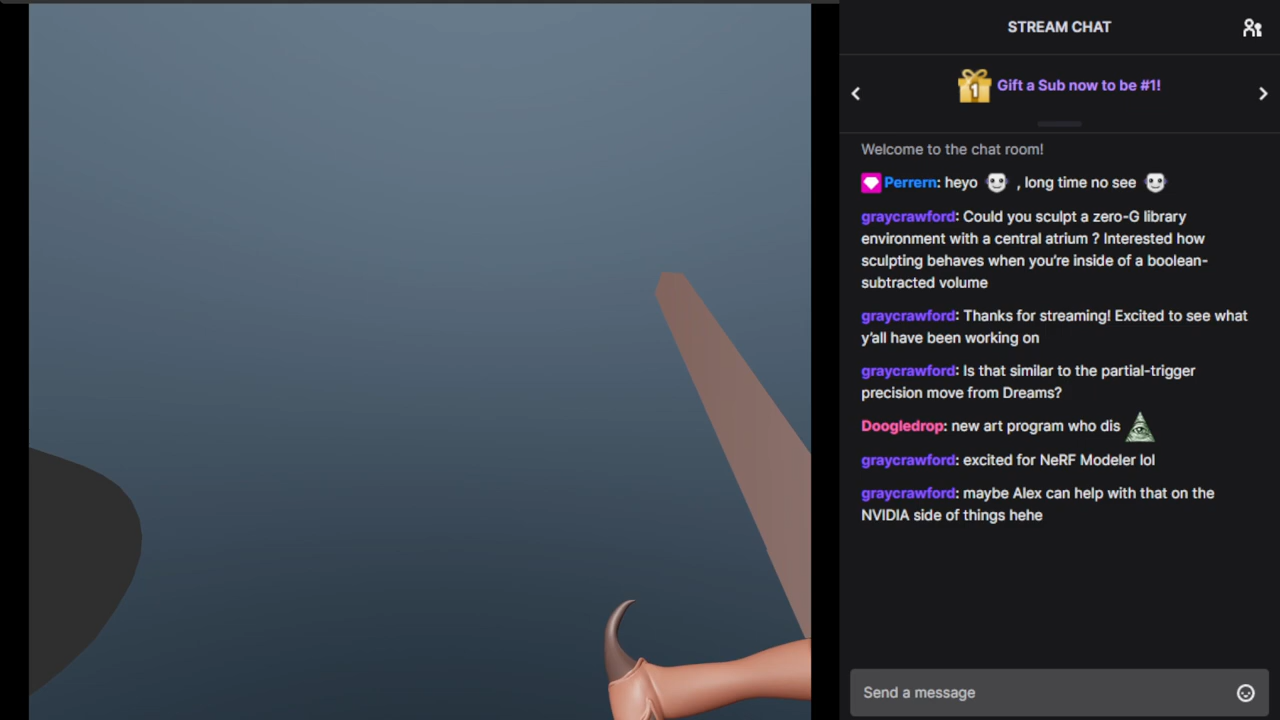 STREAM CHAT
1 Gift a Sub now to be #1!
Welcome to the chat room!
Perrern: heyo , long time no see
graycrawford: Could you sculpt a zero-G library
environment with a central atrium ? Interested how
sculpting behaves when you're inside of a boolean-
subtracted volume
graycrawford: Thanks for streaming! Excited to see what
y'all have been working on
graycrawford: Is that similar to the partial-trigger
precision move from Dreams?
Doogledrop: new art program who dis
graycrawford: excited for NeRF Modeler lol
graycrawford: maybe Alex can help with that on the
NVIDIA side of things hehe
Send a message